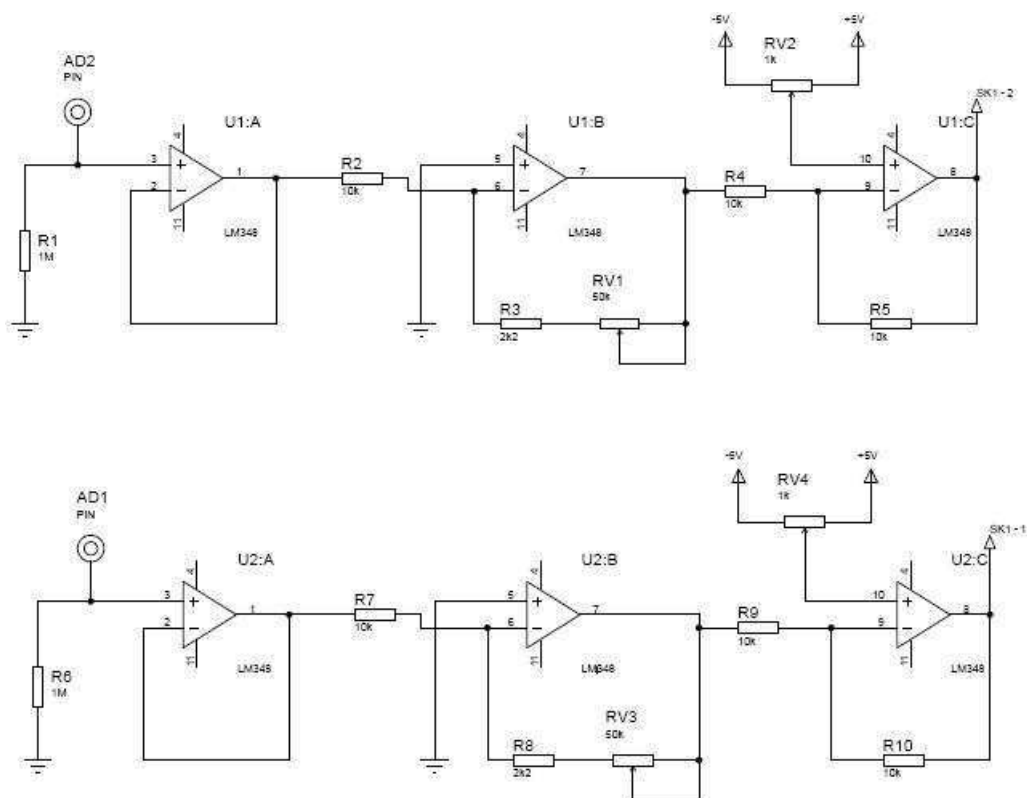 -5V
+5V
RV2
1k
AD2
PIN
SK1-2
U1:A
U1:B
U1:C
4
4
4
3
1
R2
5
7
10
8
2
10k
6
R4
9
10k
11
11
11
R1
1M
LM348
LM348
LM348
RV1
50k
R3
2k2
R5
10k
-5V
+5V
RV4
1k
AD1
PIN
SK1-1
U2:A
U2:B
U2:C
4
4
4
3
1
R7
5
7
10
8
2
10k
6
R9
9
10k
11
11
11
R6
1M
LM348
LM348
LM348
RV3
50k
R8
2k2
R10
10k